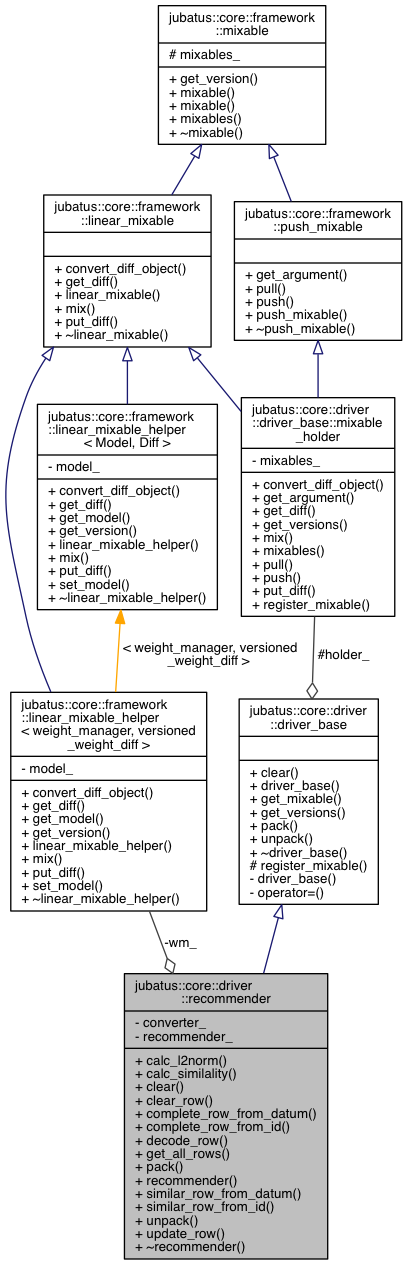 jubatus::core::framework
::mixable
# mixables_
+ get_version()
+ mixable()
+ mixable()
+ mixables()
+ ~mixable()
jubatus::core::framework
::linear_mixable
+ convert_diff_object()
+ get_diff()
+ linear_mixable()
+ mix()
+ put_diff()
+ ~linear_mixable()
jubatus::core::framework
::push_mixable
+ get_argument()
+ pull()
+ push()
+ push_mixable()
+ ~push_mixable()
jubatus::core::framework
::linear_mixable_helper
< Model, Diff >
- model_
+ convert_diff_object()
+ get_diff()
+ get_model()
+ get_version()
+ linear_mixable_helper()
+ mix()
+ put_diff()
+ set_model()
+ ~linear_mixable_helper()
jubatus::core::driver
::driver_base::mixable
_holder
- mixables_
+ convert_diff_object()
+ get_argument()
+ get_diff()
+ get_versions()
+ mix()
+ mixables()
+ pull()
+ push()
+ put_diff()
+ register_mixable()
< weight_manager, versioned
_weight_diff >
#holder_
jubatus::core::framework
::linear_mixable_helper
< weight_manager, versioned
_weight_diff >
- model_
+ convert_diff_object()
+ get_diff()
+ get_model()
+ get_version()
+ linear_mixable_helper()
+ mix()
+ put_diff()
+ set_model()
+ ~linear_mixable_helper()
jubatus::core::driver
::driver_base
+ clear()
+ driver_base()
+ get_mixable()
+ get_versions()
+ pack()
+ unpack()
+ ~driver_base()
# register_mixable()
- driver_base()
- operator=()
-wm_
jubatus::core::driver
::recommender
- converter_
- recommender_
+ calc_l2norm()
+ calc_similality()
+ clear()
+ clear_row()
+ complete_row_from_datum()
+ complete_row_from_id()
+ decode_row()
+ get_all_rows()
+ pack()
+ recommender()
+ similar_row_from_datum()
+ similar_row_from_id()
+ unpack()
+ update_row()
+ ~recommender()